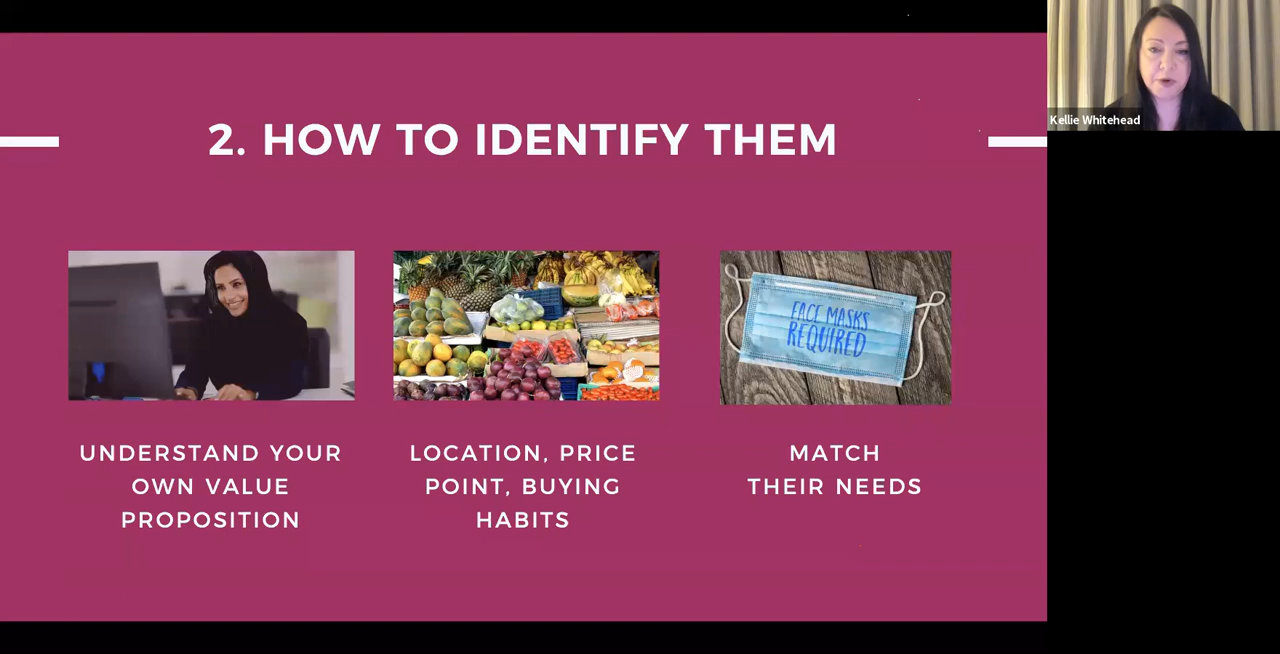 2. HOW TO IDENTIFY THEM
Kellie Whitehead
FACE MASKS
REQUIRED
UNDERSTAND YOUR
OWN VALUE
PROPOSITION
LOCATION, PRICE
POINT, BUYING
HABITS
MATCH
THEIR NEEDS